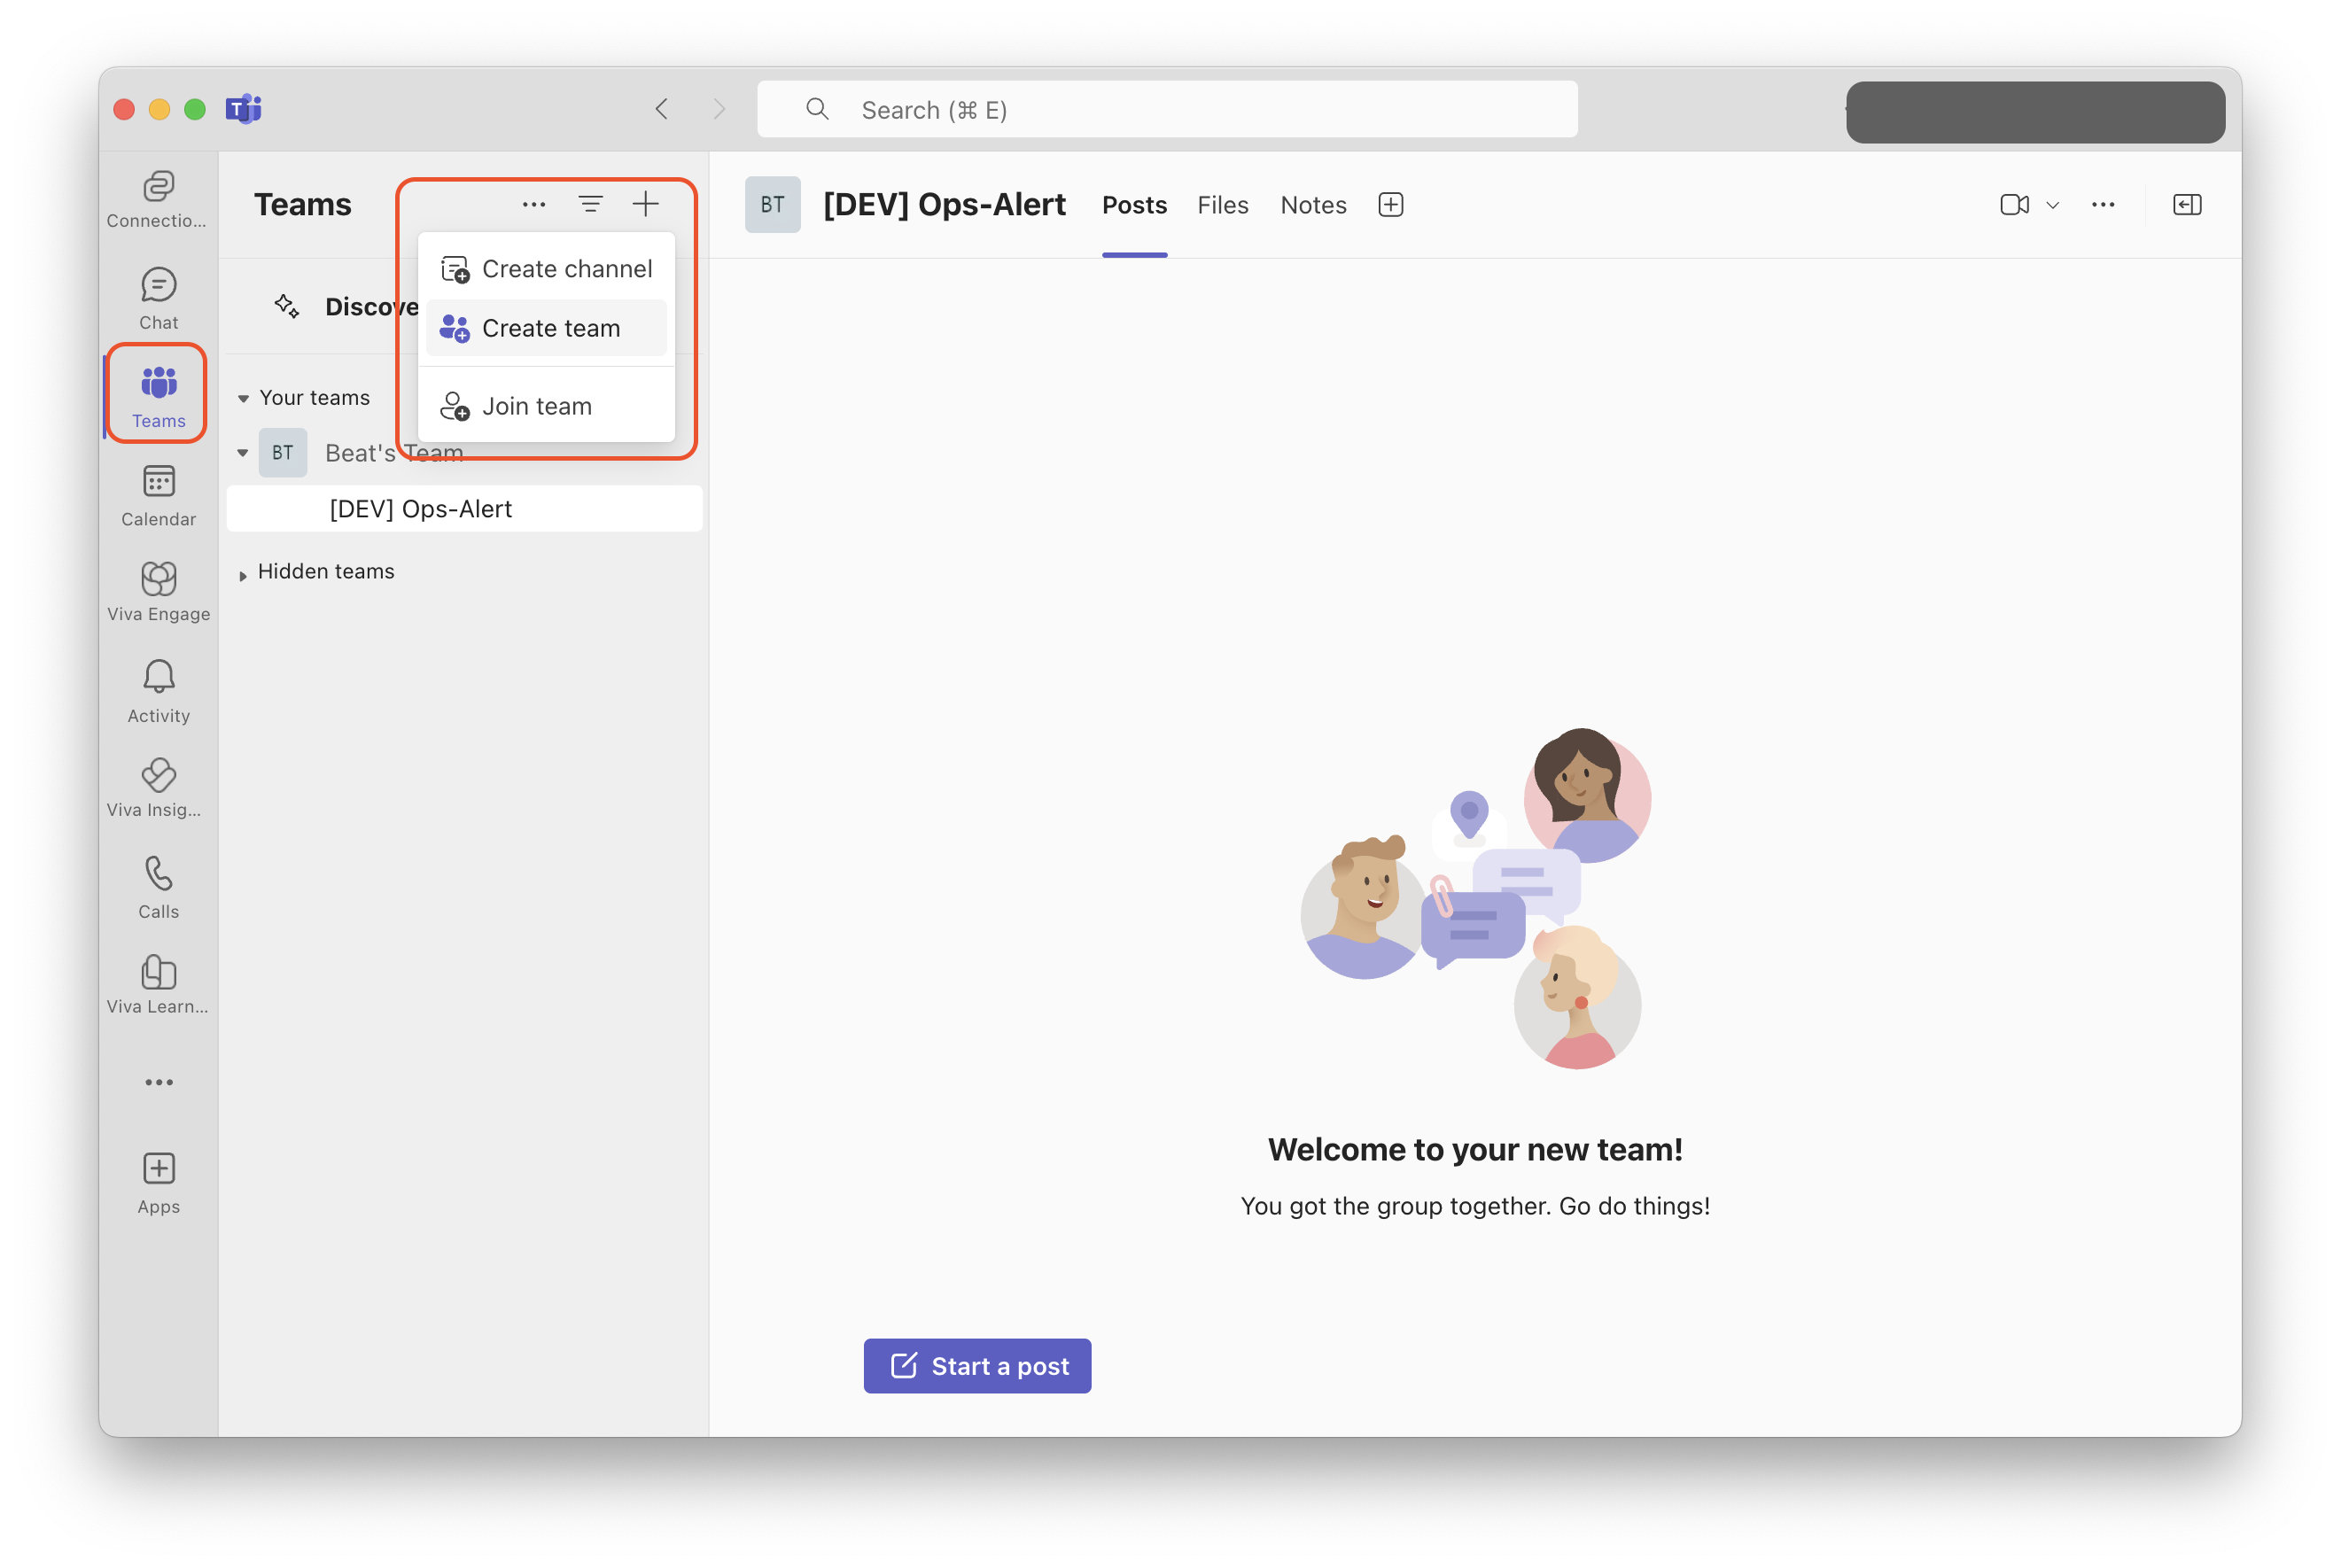 T
Search (⌘ E)
Connectio...
Chat
Teams
Calendar
Viva Engage
Activity
Viva Insig...
Calls
Viva Learn...
Apps
Teams
Create channel
Create team
Join team
Discove
Your teams
BT Beat's Team
[DEV] Ops-Alert
Hidden teams
BT [DEV] Ops-Alert Posts Files Notes
Welcome to your new team!
You got the group together. Go do things!
Start a post